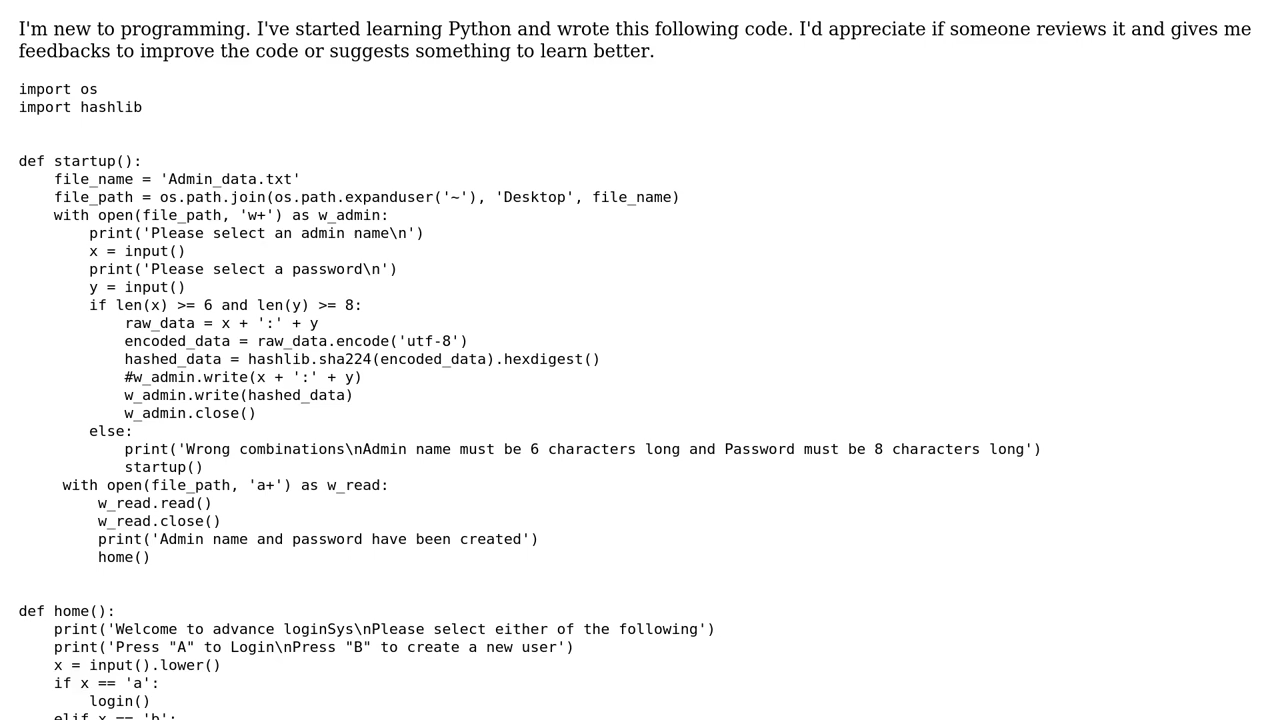 I'm new to programming. I've started learning Python and wrote this following code. I'd appreciate if someone reviews it and gives me
feedbacks to improve the code or suggests something to learn better.

import os
import hashlib


def startup():
    file_name = 'Admin_data.txt'
    file_path = os.path.join(os.path.expanduser('~'), 'Desktop', file_name)
    with open(file_path, 'w+') as w_admin:
        print('Please select an admin name\n')
        x = input()
        print('Please select a password\n')
        y = input()
        if len(x) >= 6 and len(y) >= 8:
            raw_data = x + ':' + y
            encoded_data = raw_data.encode('utf-8')
            hashed_data = hashlib.sha224(encoded_data).hexdigest()
            #w_admin.write(x + ':' + y)
            w_admin.write(hashed_data)
            w_admin.close()
        else:
            print('Wrong combinations\nAdmin name must be 6 characters long and Password must be 8 characters long')
            startup()
     with open(file_path, 'a+') as w_read:
         w_read.read()
         w_read.close()
         print('Admin name and password have been created')
         home()


def home():
    print('Welcome to advance loginSys\nPlease select either of the following')
    print('Press "A" to Login\nPress "B" to create a new user')
    x = input().lower()
    if x == 'a':
        login()
    elif x == 'b':